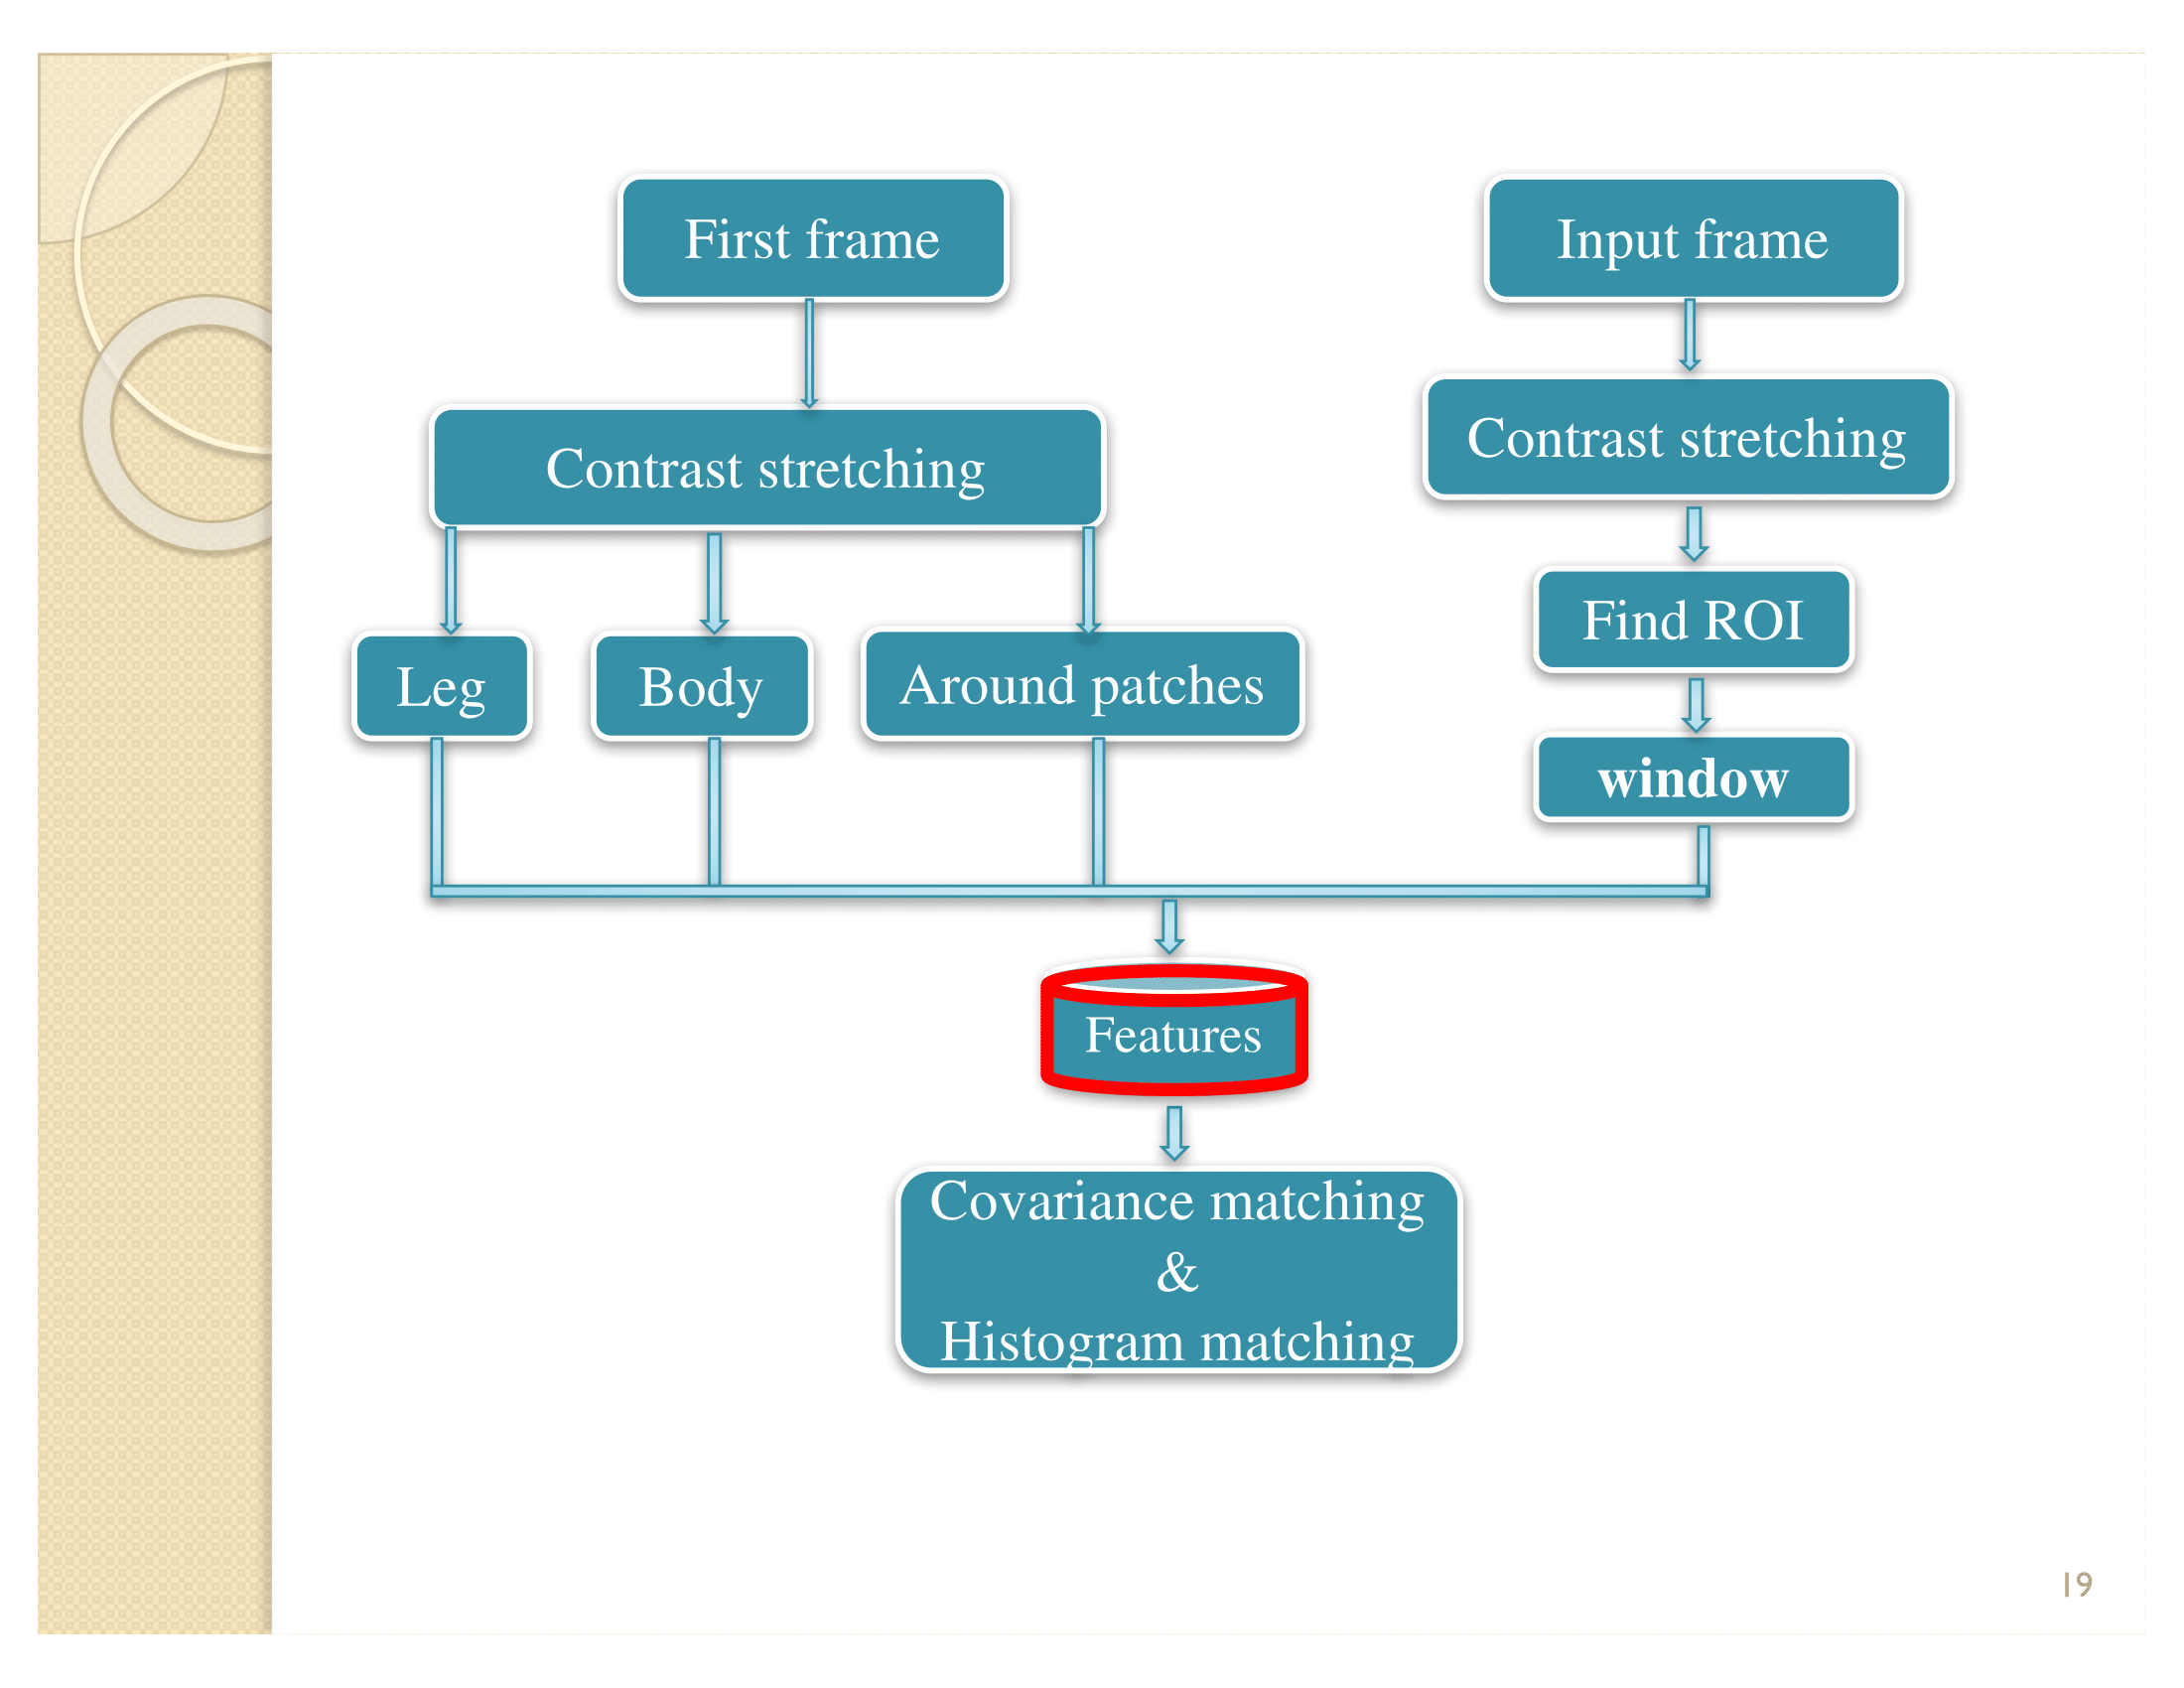 First frame
Input frame
Contrast stretching
Contrast stretching
Find ROI
Leg
Body
Around patches
window
Features
Covariance matching
&
Histogram matching
19